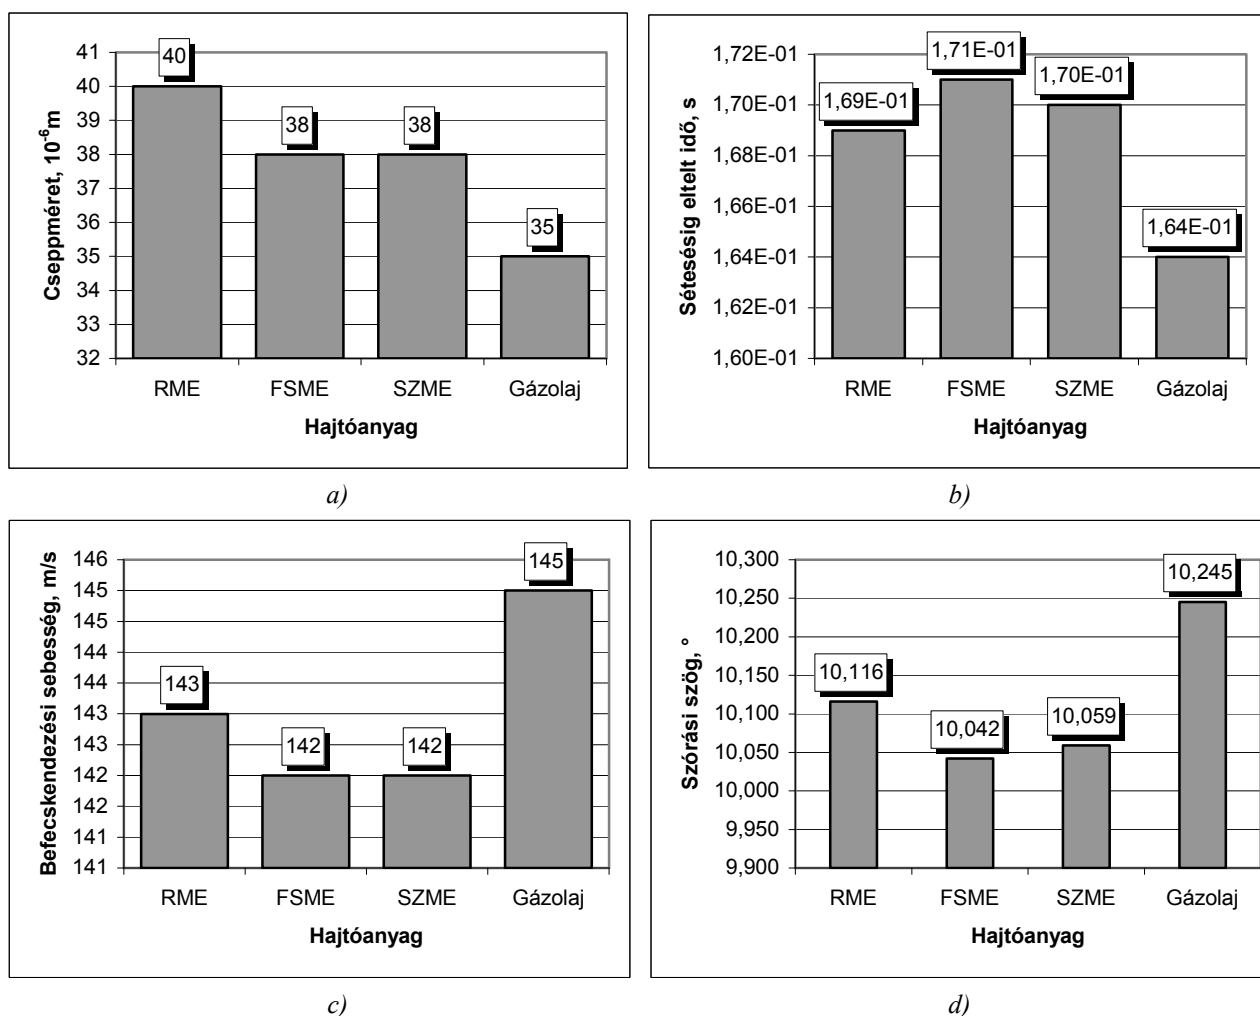 41
40
39
38
38
37
36
35
34
33
32
Cseppméret, 10⁻⁶m
40
38
38
35
RME FSME SZME Gázolaj
Hajtóanyag
a)
1,72E-01
1,70E-01
1,68E-01
1,66E-01
1,64E-01
1,62E-01
1,60E-01
Sétesésig eltelt idő, s
1,69E-01
1,71E-01
1,70E-01
1,64E-01
RME FSME SZME Gázolaj
Hajtóanyag
b)
146
145
145
144
144
143
143
142
142
141
141
Befecskendezési sebesség, m/s
143
142
142
145
RME FSME SZME Gázolaj
Hajtóanyag
c)
10,300
10,250
10,200
10,150
10,100
10,050
10,000
9,950
9,900
Szórási szög, °
10,116
10,042
10,059
10,245
RME FSME SZME Gázolaj
Hajtóanyag
d)